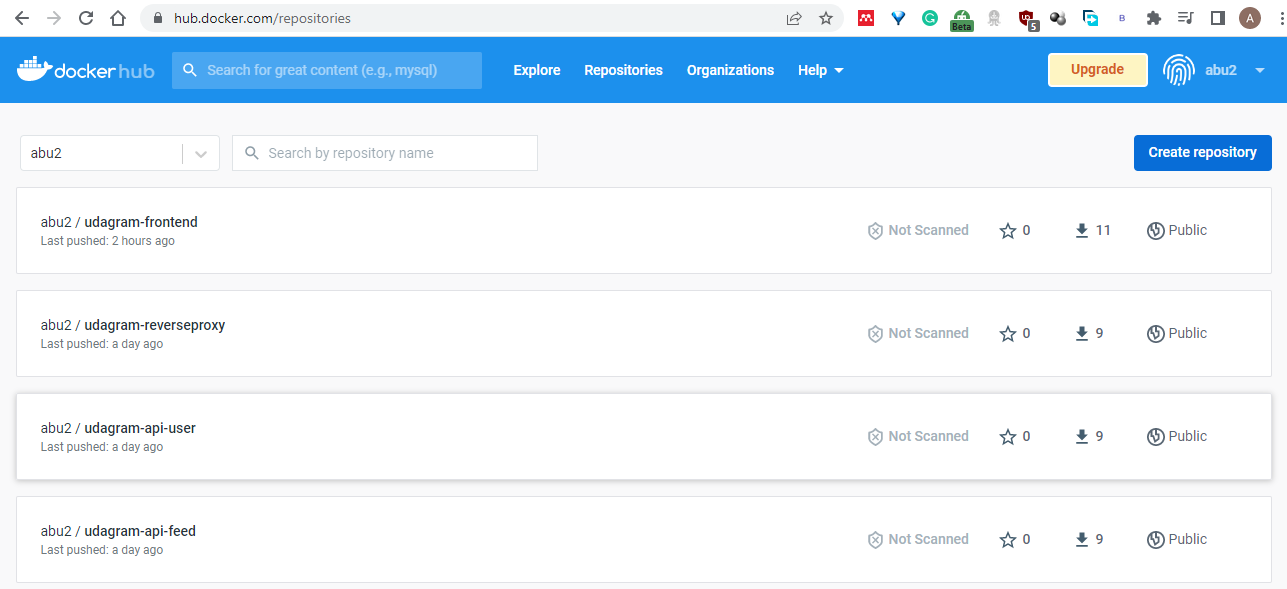 hub.docker.com/repositories
Beta
5
B
A
docker hub
Search for great content (e.g., mysql)
Explore
Repositories
Organizations
Help
Upgrade
abu2
abu2
Search by repository name
Create repository
abu2 / udagram-frontend
Last pushed: 2 hours ago
Not Scanned
0
11
Public
abu2 / udagram-reverseproxy
Last pushed: a day ago
Not Scanned
0
9
Public
abu2 / udagram-api-user
Last pushed: a day ago
Not Scanned
0
9
Public
abu2 / udagram-api-feed
Last pushed: a day ago
Not Scanned
0
9
Public